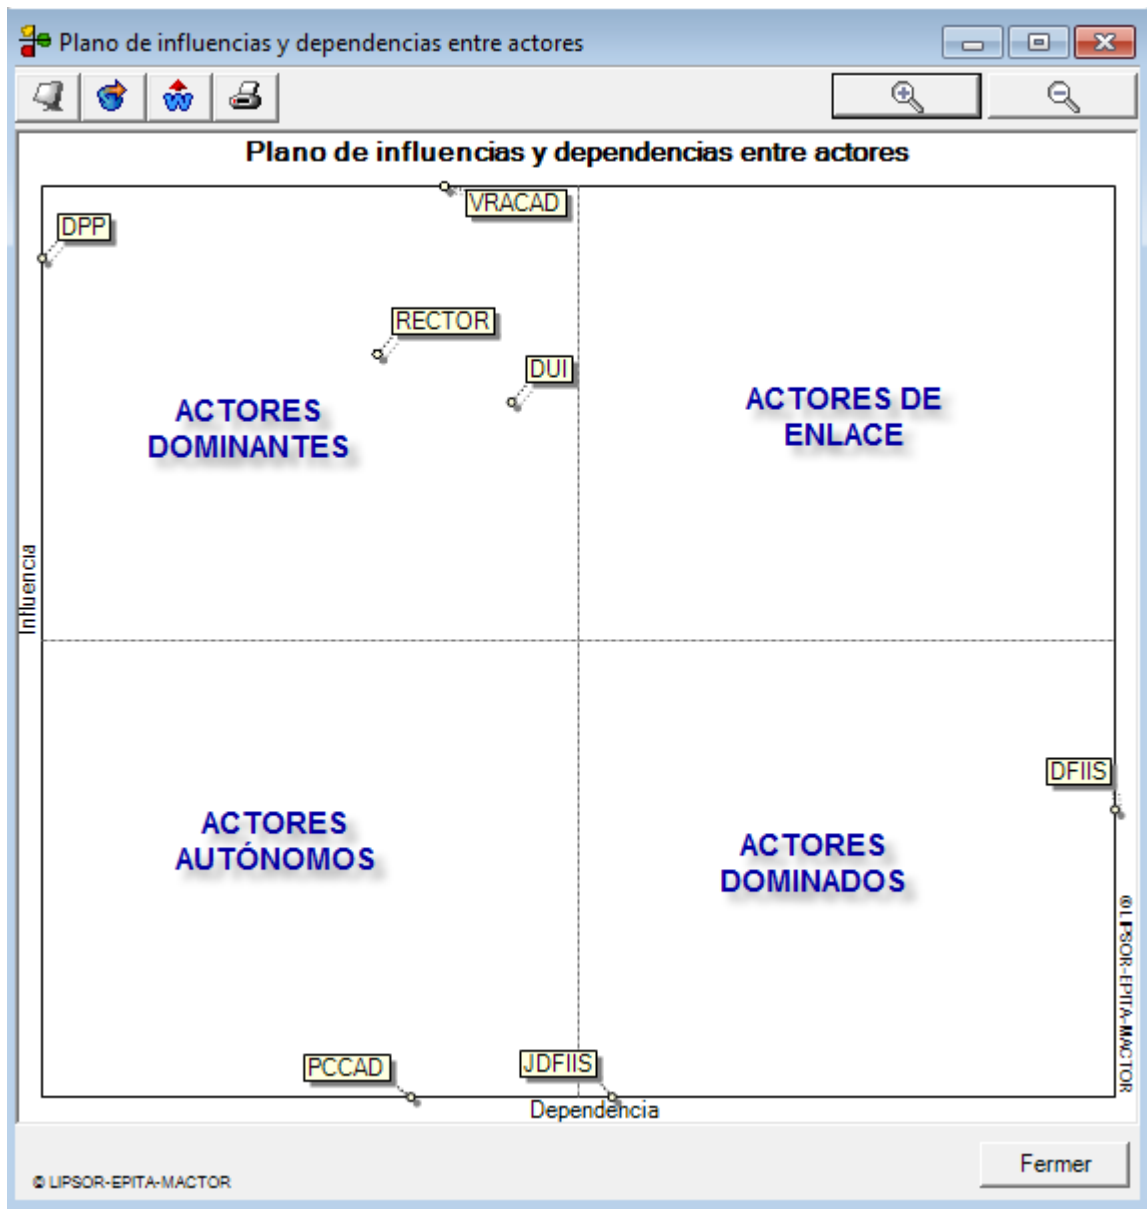 Plano de influencias y dependencias entre actores
Plano de influencias y dependencias entre actores
VRACAD
DPP
RECTOR
DUI
ACTORES
DOMINANTES
ACTORES DE
ENLACE
Influencia
DFIIS
ACTORES
AUTÓNOMOS
ACTORES
DOMINADOS
© LIPSOR-EPITA-MACTOR
PCCAD
JDFIIS
Dependencia
Fermer
© LIPSOR-EPITA-MACTOR